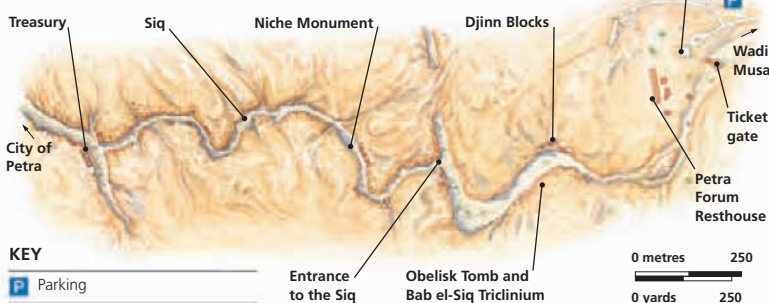 Treasury
Siq
Niche Monument
Djinn Blocks
P
Wadi
Musa
City of
Petra
Ticket
gate
Petra
Forum
Resthouse
KEY
P Parking
Entrance
to the Siq
Obelisk Tomb and
Bab el-Siq Triclinium
0 metres 250
0 yards 250